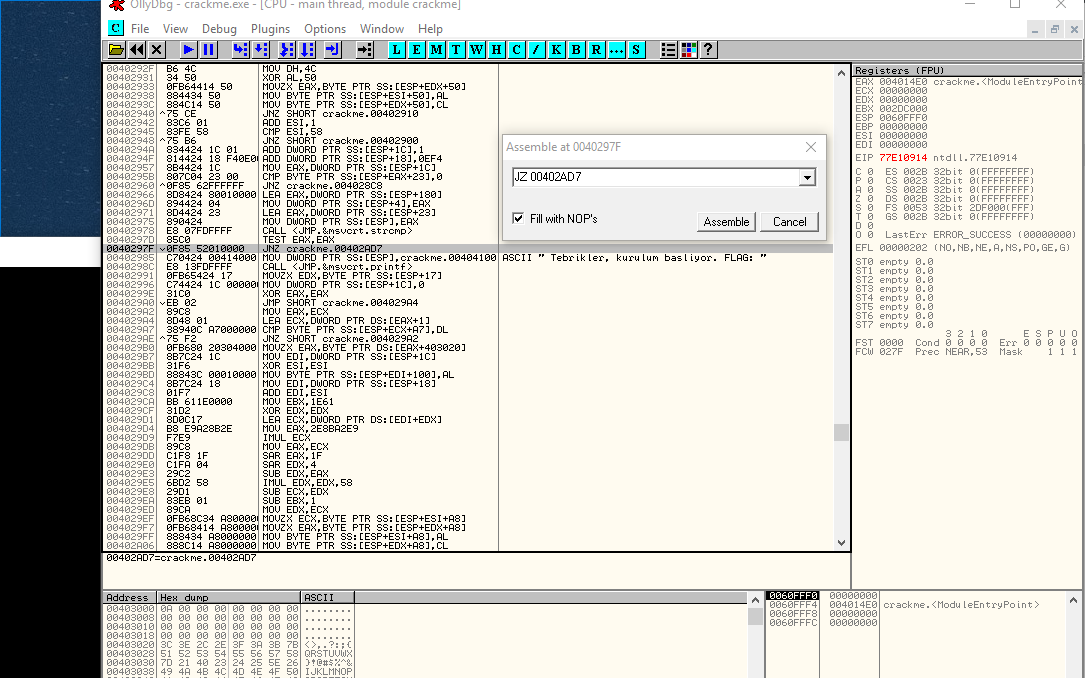 OllyDbg - crackme.exe - [CPU - main thread, module crackme]
C File View Debug Plugins Options Window Help
L E M T W H C / K B R ... S ?
0040292F B6 4C MOV DH,4C
00402931 34 50 XOR AL,50
00402933 0FB64414 50 MOVZX EAX,BYTE PTR SS:[ESP+EDX+50]
00402938 884434 50 MOV BYTE PTR SS:[ESP+ESI+50],AL
0040293C 884C14 50 MOV BYTE PTR SS:[ESP+EDX+50],CL
00402940 ^75 CE JNZ SHORT crackme.00402910
00402942 83C6 01 ADD ESI,1
00402945 83FE 58 CMP ESI,58
00402948 ^75 B6 JNZ SHORT crackme.00402900
0040294A 834424 1C 01 ADD DWORD PTR SS:[ESP+1C],1
0040294F 814424 18 F40E00 ADD DWORD PTR SS:[ESP+18],0EF4
00402957 8B4424 1C MOV EAX,DWORD PTR SS:[ESP+1C]
0040295B 807C04 23 00 CMP BYTE PTR SS:[ESP+EAX+23],0
00402960 ^0F85 62FFFFFF JNZ crackme.004028C8
00402966 8D8424 80010000 LEA EAX,DWORD PTR SS:[ESP+180]
0040296D 894424 04 MOV DWORD PTR SS:[ESP+4],EAX
00402971 8D4424 23 LEA EAX,DWORD PTR SS:[ESP+23]
00402975 890424 MOV DWORD PTR SS:[ESP],EAX
00402978 E8 07FDFFFF CALL <JMP.&msvcrt.strcmp>
0040297D 85C0 TEST EAX,EAX
0040297F v0F85 52010000 JNZ crackme.00402AD7
00402985 C70424 00414000 MOV DWORD PTR SS:[ESP],crackme.00404100 ASCII " Tebrikler, kurulum basliyor. FLAG: "
0040298C E8 13FDFFFF CALL <JMP.&msvcrt.printf>
00402991 0FB65424 17 MOVZX EDX,BYTE PTR SS:[ESP+17]
00402996 C74424 1C 000000 MOV DWORD PTR SS:[ESP+1C],0
0040299E 31C0 XOR EAX,EAX
004029A0 vEB 02 JMP SHORT crackme.004029A4
004029A2 89C8 MOV EAX,ECX
004029A4 8D48 01 LEA ECX,DWORD PTR DS:[EAX+1]
004029A7 38940C A7000000 CMP BYTE PTR SS:[ESP+ECX+A7],DL
004029AE ^75 F2 JNZ SHORT crackme.004029A2
004029B0 0FB680 20304000 MOVZX EAX,BYTE PTR DS:[EAX+403020]
004029B7 8B7C24 1C MOV EDI,DWORD PTR SS:[ESP+1C]
004029BB 31F6 XOR ESI,ESI
004029BD 88843C 00010000 MOV BYTE PTR SS:[ESP+EDI+100],AL
004029C4 8B7C24 18 MOV EDI,DWORD PTR SS:[ESP+18]
004029C8 01F7 ADD EDI,ESI
004029CA BB 611E0000 MOV EBX,1E61
004029CF 31D2 XOR EDX,EDX
004029D1 8D0C17 LEA ECX,DWORD PTR DS:[EDI+EDX]
004029D4 B8 E9A28B2E MOV EAX,2E8BA2E9
004029D9 F7E9 IMUL ECX
004029DB 89C8 MOV EAX,ECX
004029DD C1F8 1F SAR EAX,1F
004029E0 C1FA 04 SAR EDX,4
004029E3 29C2 SUB EDX,EAX
004029E5 6BD2 58 IMUL EDX,EDX,58
004029E8 29D1 SUB ECX,EDX
004029EA 83EB 01 SUB EBX,1
004029ED 89CA MOV EDX,ECX
004029EF 0FB68C34 A80000 MOVZX ECX,BYTE PTR SS:[ESP+ESI+A8]
004029F7 0FB68414 A80000 MOVZX EAX,BYTE PTR SS:[ESP+EDX+A8]
004029FF 888434 A8000000 MOV BYTE PTR SS:[ESP+ESI+A8],AL
00402A06 888C14 A8000000 MOV BYTE PTR SS:[ESP+EDX+A8],CL
00402AD7=crackme.00402AD7
Assemble at 0040297F
JZ 00402AD7
Fill with NOP's Assemble Cancel
Registers (FPU)
EAX 004014E0 crackme.<ModuleEntryPoint
ECX 00000000
EDX 00000000
EBX 002DC000
ESP 0060FFF0
EBP 00000000
ESI 00000000
EDI 00000000
EIP 77E10914 ntdll.77E10914
C 0 ES 002B 32bit 0(FFFFFFFF)
P 0 CS 0023 32bit 0(FFFFFFFF)
A 0 SS 002B 32bit 0(FFFFFFFF)
Z 0 DS 002B 32bit 0(FFFFFFFF)
S 0 FS 0053 32bit 2DF000(FFF)
T 0 GS 002B 32bit 0(FFFFFFFF)
D 0
O 0 LastErr ERROR_SUCCESS (00000000)
EFL 00000202 (NO,NB,NE,A,NS,PO,GE,G)
ST0 empty 0.0
ST1 empty 0.0
ST2 empty 0.0
ST3 empty 0.0
ST4 empty 0.0
ST5 empty 0.0
ST6 empty 0.0
ST7 empty 0.0
3 2 1 0 E S P U O
FST 0000 Cond 0 0 0 0 Err 0 0 0 0 0
FCW 027F Prec NEAR,53 Mask 1 1 1
Address Hex dump ASCII
00403000 0A 00 00 00 00 00 00 00 ........
00403008 00 00 00 00 00 00 00 00 ........
00403010 00 00 00 00 00 00 00 00 ........
00403018 00 00 00 00 00 00 00 00 ........
00403020 3C 3E 2C 2E 3F 3A 3B 7B <>,.?:;{
00403028 51 52 53 54 55 56 57 58 QRSTUVWX
00403030 7D 21 40 23 24 25 5E 26 }!@#$%^&
00403038 49 4A 4B 4C 4D 4E 4F 50 IJKLMNOP
0060FFF0 00000000
0060FFF4 004014E0 crackme.<ModuleEntryPoint>
0060FFF8 00000000
0060FFFC 00000000